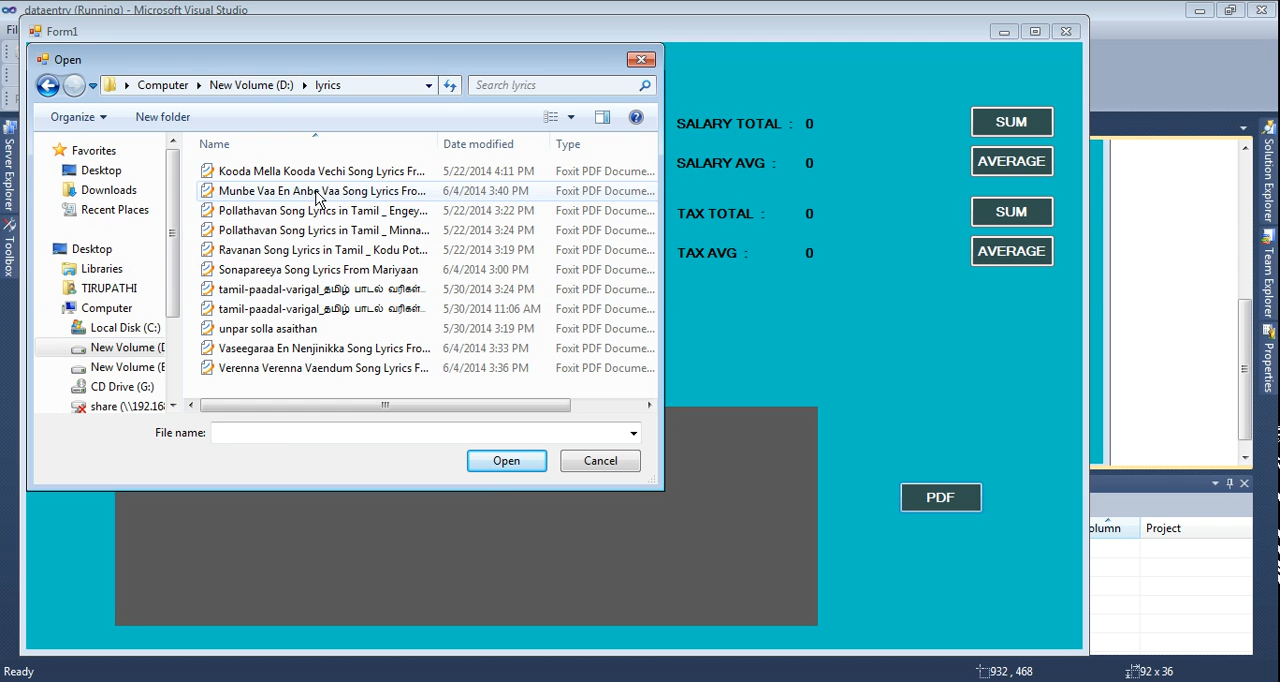 dataentry (Running) - Microsoft Visual Studio
Form1
Open
Computer New Volume (D:) lyrics
Search lyrics
Organize New folder
Favorites
Desktop
Downloads
Recent Places
Desktop
Libraries
TIRUPATHI
Computer
Local Disk (C:)
New Volume (D
New Volume (E
CD Drive (G:)
share (\\192.168
Name Date modified Type
Kooda Mella Kooda Vechi Song Lyrics Fr... 5/22/2014 4:11 PM Foxit PDF Docume...
Munbe Vaa En Anbe Vaa Song Lyrics Fro... 6/4/2014 3:40 PM Foxit PDF Docume...
Pollathavan Song Lyrics in Tamil _ Engey... 5/22/2014 3:22 PM Foxit PDF Docume...
Pollathavan Song Lyrics in Tamil _ Minna... 5/22/2014 3:24 PM Foxit PDF Docume...
Ravanan Song Lyrics in Tamil _ Kodu Pot... 5/22/2014 3:19 PM Foxit PDF Docume...
Sonapareeya Song Lyrics From Mariyaan 6/4/2014 3:00 PM Foxit PDF Docume...
tamil-paadal-varigal_தமிழ் பாடல் வரிகள்... 5/30/2014 3:24 PM Foxit PDF Docume...
tamil-paadal-varigal_தமிழ் பாடல் வரிகள்... 5/30/2014 11:06 AM Foxit PDF Docume...
unpar solla asaithan 5/30/2014 3:19 PM Foxit PDF Docume...
Vaseegaraa En Nenjinikka Song Lyrics Fro... 6/4/2014 3:33 PM Foxit PDF Docume...
Verenna Verenna Vaendum Song Lyrics F... 6/4/2014 3:36 PM Foxit PDF Docume...
File name:
Open Cancel
SALARY TOTAL : 0 SUM
SALARY AVG : 0 AVERAGE
TAX TOTAL : 0 SUM
TAX AVG : 0 AVERAGE
PDF
Server Explorer
Toolbox
Solution Explorer
Team Explorer
Properties
olumn Project
Ready 932 , 468 92 x 36